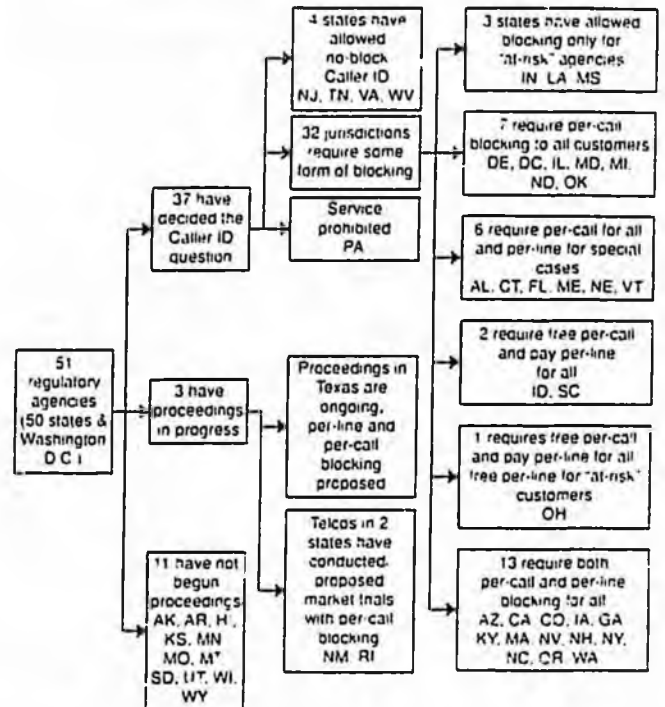 51
regulatory
agencies
(50 states &
Washington
D C )
37 have
decided the
Caller ID
question
3 have
proceedings
in progress
11 have not
begun
proceedings
AK, AR, H',
KS, MN
MO, M*
SD, UT, WI,
WY
4 states have
allowed
no-block
Caller ID
NJ, TN, VA, WV
32 jurisdictions
require some
form of blocking
Service
prohibited
PA
Proceedings in
Texas are
ongoing,
per-line and
per-call
blocking
proposed
Telcos in 2
states have
conducted,
proposed
market trials
with per-call
blocking
NM, RI
3 states have allowed
blocking only for
"at-risk" agencies
IN, LA, MS
7 require per-call
blocking to all customers
DE, DC, IL, MD, MI,
ND, OK
6 require per-call for all
and per-line for special
cases
AL, CT, FL, ME, NE, VT
2 require free per-call
and pay per-line
for all
ID, SC
1 requires free per-call
and pay per-line for all
free per-line for "at-risk"
customers
OH
13 require both
per-call and per-line
blocking for all
AZ, CA, CO, IA, GA
KY, MA, NV, NH, NY,
NC, OR, WA